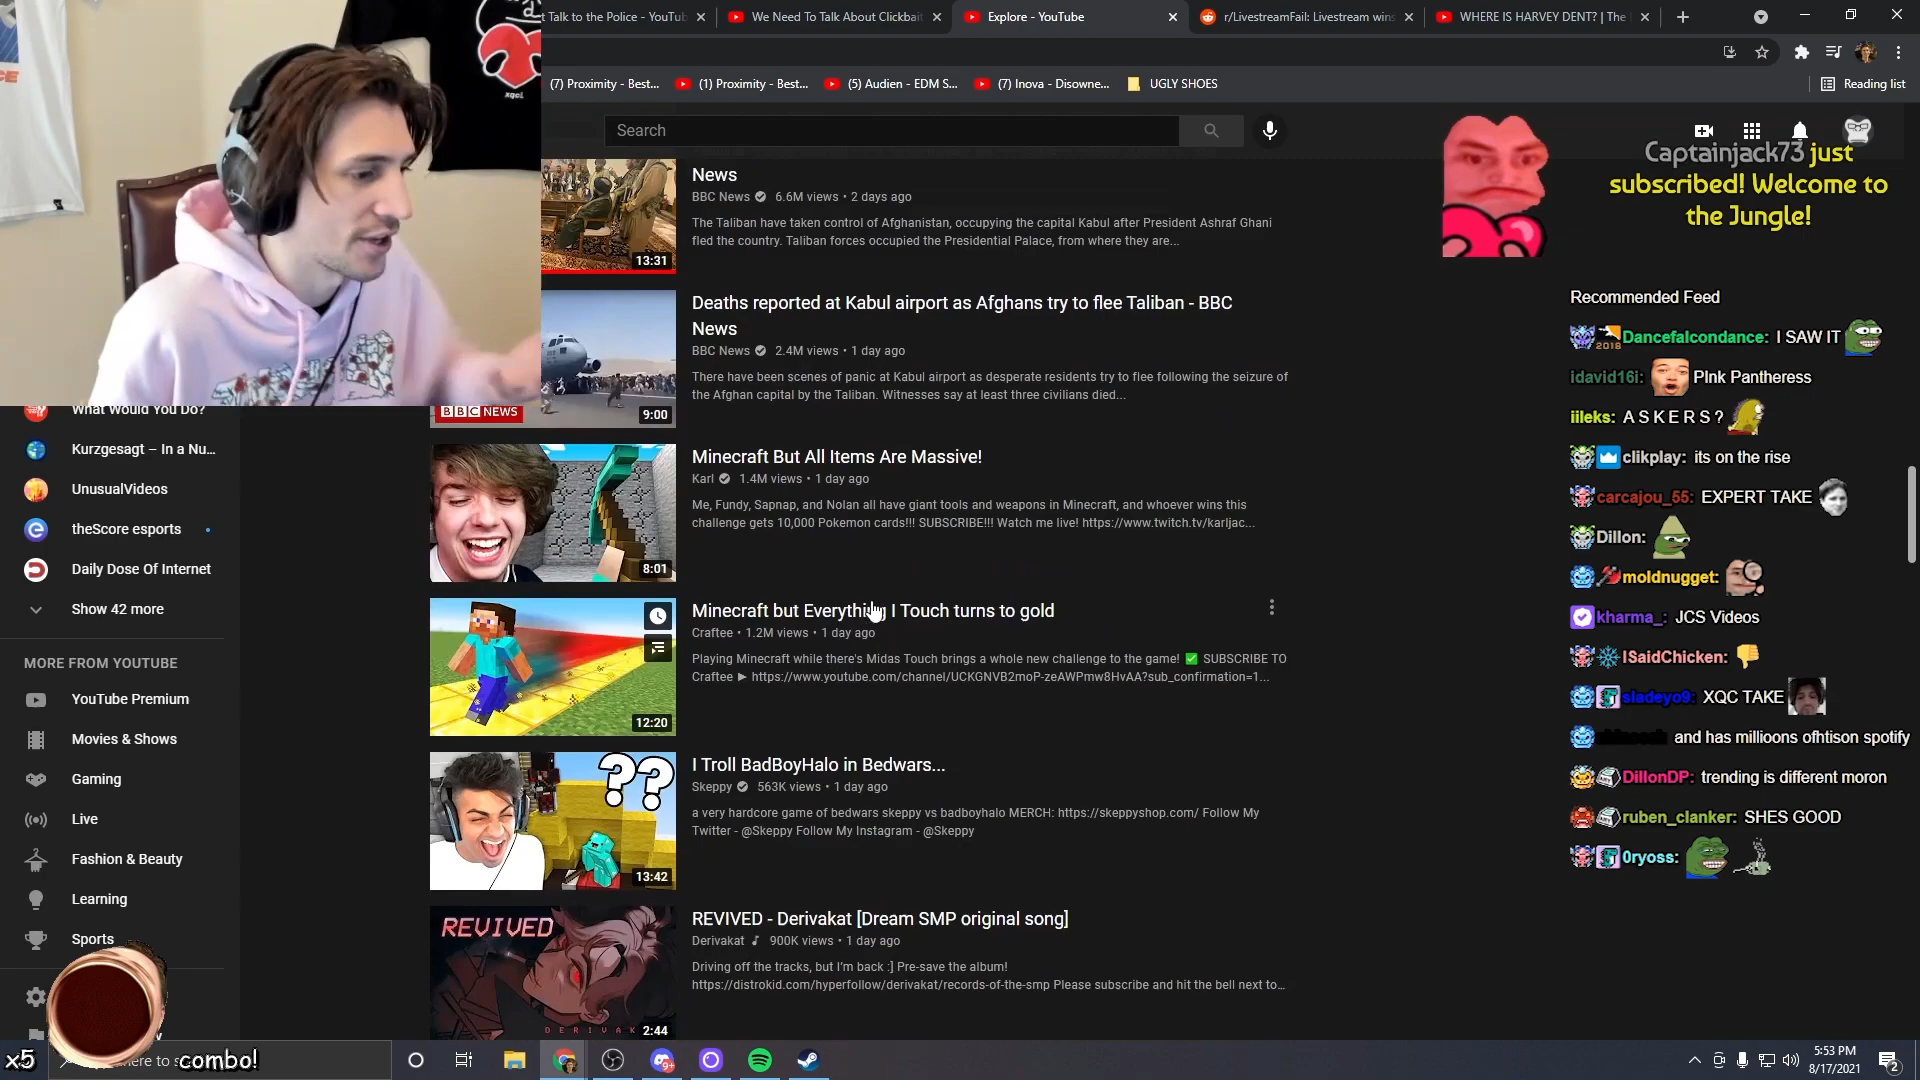 t Talk to the Police - YouTub
We Need To Talk About Clickbait
Explore - YouTube
r/LivestreamFail: Livestream wins
WHERE IS HARVEY DENT? | The
(7) Proximity - Best...
(1) Proximity - Best...
(5) Audien - EDM S...
(7) Inova - Disowne...
UGLY SHOES
Reading list
xqcL
Search
Captainjack73 just
subscribed! Welcome to
the Jungle!
News
BBC News 6.6M views • 2 days ago
The Taliban have taken control of Afghanistan, occupying the capital Kabul after President Ashraf Ghani
fled the country. Taliban forces occupied the Presidential Palace, from where they are...
13:31
Deaths reported at Kabul airport as Afghans try to flee Taliban - BBC
News
BBC News 2.4M views • 1 day ago
There have been scenes of panic at Kabul airport as desperate residents try to flee following the seizure of
the Afghan capital by the Taliban. Witnesses say at least three civilians died...
BBC NEWS
9:00
Minecraft But All Items Are Massive!
Karl 1.4M views • 1 day ago
Me, Fundy, Sapnap, and Nolan all have giant tools and weapons in Minecraft, and whoever wins this
challenge gets 10,000 Pokemon cards!!! SUBSCRIBE!!! Watch me live! https://www.twitch.tv/karljac...
8:01
Minecraft but Everything I Touch turns to gold
Craftee • 1.2M views • 1 day ago
Playing Minecraft while there's Midas Touch brings a whole new challenge to the game! ✅ SUBSCRIBE TO
Craftee ► https://www.youtube.com/channel/UCKGNVB2moP-zeAWPmw8HvAA?sub_confirmation=1...
12:20
I Troll BadBoyHalo in Bedwars...
Skeppy 563K views • 1 day ago
a very hardcore game of bedwars skeppy vs badboyhalo MERCH: https://skeppyshop.com/ Follow My
Twitter - @Skeppy Follow My Instagram - @Skeppy
??
13:42
REVIVED - Derivakat [Dream SMP original song]
Derivakat 900K views • 1 day ago
Driving off the tracks, but I'm back :] Pre-save the album!
https://distrokid.com/hyperfollow/derivakat/records-of-the-smp Please subscribe and hit the bell next to...
REVIVED
DERIVAK
2:44
What Would You Do?
Kurzgesagt – In a Nu...
UnusualVideos
theScore esports
Daily Dose Of Internet
Show 42 more
MORE FROM YOUTUBE
YouTube Premium
Movies & Shows
Gaming
Live
Fashion & Beauty
Learning
Sports
Recommended Feed
2018 Dancefalcondance: I SAW IT
idavid16i: PInk Pantheress
iileks: A S K E R S ?
clikplay: its on the rise
carcajou_55: EXPERT TAKE
Dillon:
moldnugget:
kharma_: JCS Videos
ISaidChicken:
sladeyo9: XQC TAKE
and has millioons ofhtison spotify
DillonDP: trending is different moron
ruben_clanker: SHES GOOD
0ryoss:
x5
here to s
combo!
9+
5:53 PM
8/17/2021
2